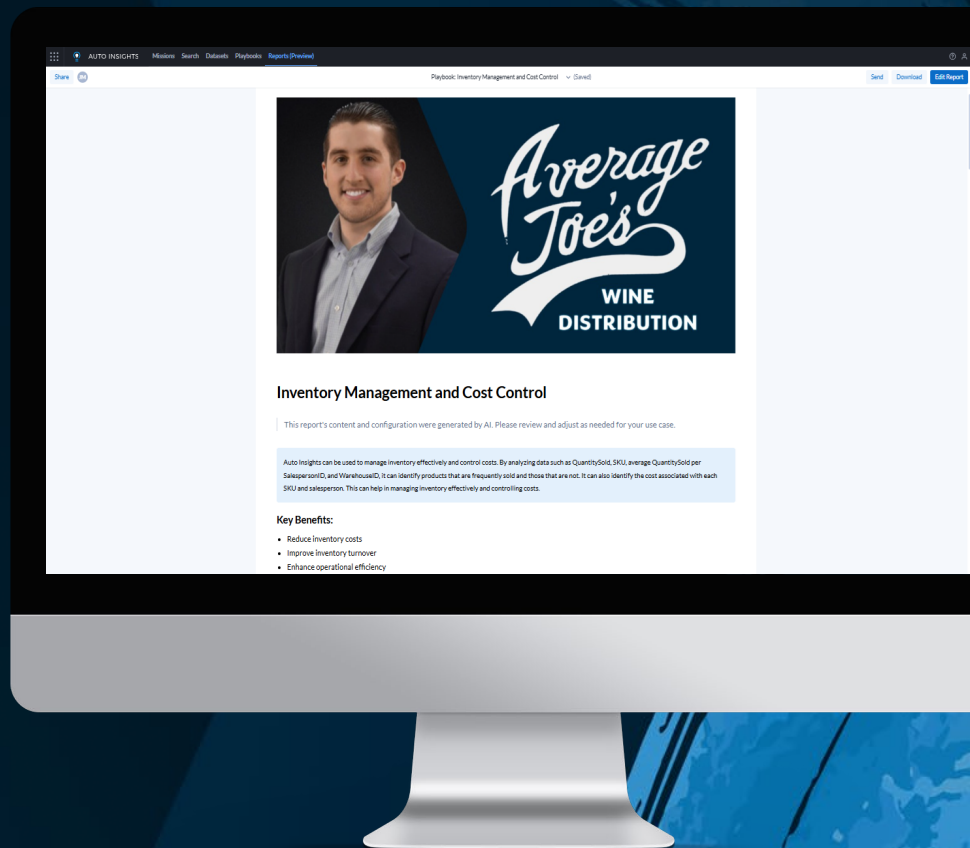 AUTO INSIGHTS Missions Search Datasets Playbooks Reports (Preview)
Share JM Playbook: Inventory Management and Cost Control (Saved) Send Download Edit Report
Average
Joe's
WINE
DISTRIBUTION
Inventory Management and Cost Control
This report's content and configuration were generated by AI. Please review and adjust as needed for your use case.
Auto Insights can be used to manage inventory effectively and control costs. By analyzing data such as QuantitySold, SKU, average QuantitySold per
SalespersonID, and WarehouseID, it can identify products that are frequently sold and those that are not. It can also identify the cost associated with each
SKU and salesperson. This can help in managing inventory effectively and controlling costs.
Key Benefits:
• Reduce inventory costs
• Improve inventory turnover
• Enhance operational efficiency